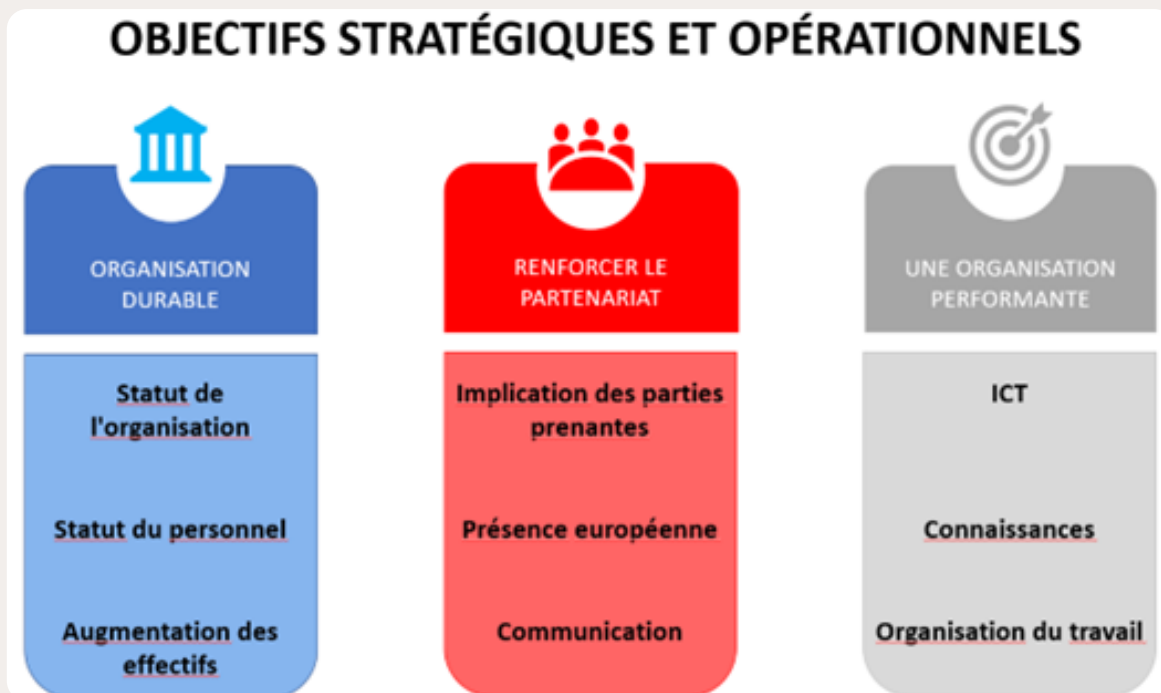 OBJECTIFS STRATÉGIQUES ET OPÉRATIONNELS
ORGANISATION
DURABLE
Statut de
l'organisation
Statut du personnel
Augmentation des
effectifs
RENFORCER LE
PARTENARIAT
Implication des parties
prenantes
Présence européenne
Communication
UNE ORGANISATION
PERFORMANTE
ICT
Connaissances
Organisation du travail